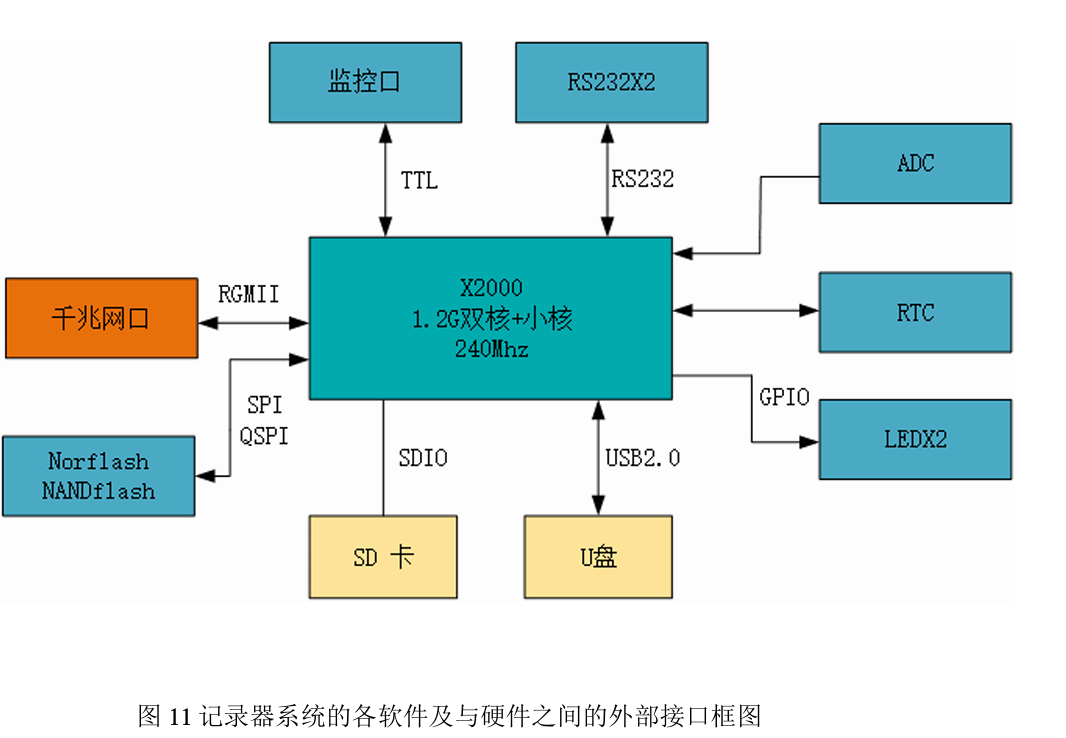 监控口
RS232X2
ADC
TTL
RS232
X2000
1.2G双核+小核
240Mhz
千兆网口
RGMII
RTC
SPI
QSPI
GPIO
LEDX2
Norflash
NANDflash
SDIO
USB2.0
SD 卡
U盘
图 11 记录器系统的各软件及与硬件之间的外部接口框图